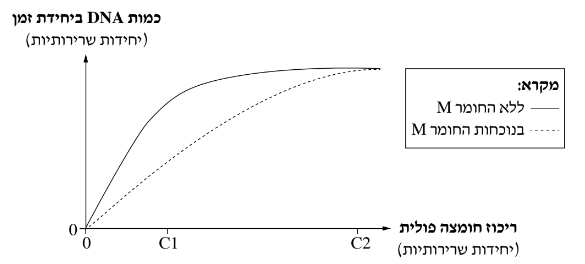 כמות DNA ביחידת זמן
(יחידות שרירותיות)
מקרא:
ללא החומר M
בנוכחות החומר M
0
0
C1
C2
ריכוז חומצה פולית
(יחידות שרירותיות)